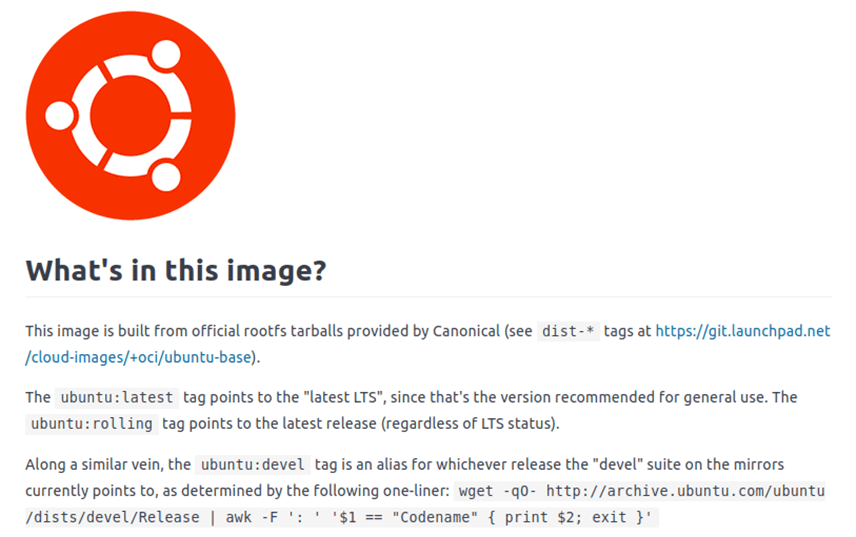 What's in this image?
This image is built from official rootfs tarballs provided by Canonical (see dist-* tags at https://git.launchpad.net
/cloud-images/+oci/ubuntu-base).
The ubuntu:latest tag points to the "latest LTS", since that's the version recommended for general use. The
ubuntu:rolling tag points to the latest release (regardless of LTS status).
Along a similar vein, the ubuntu:devel tag is an alias for whichever release the "devel" suite on the mirrors
currently points to, as determined by the following one-liner: wget -qO- http://archive.ubuntu.com/ubuntu
/dists/devel/Release | awk -F ': ' '$1 == "Codename" { print $2; exit }'